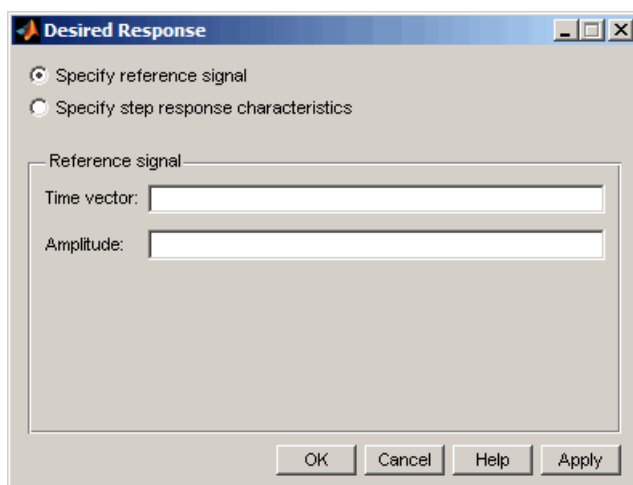 Desired Response
Specify reference signal
Specify step response characteristics
Reference signal
Time vector:
Amplitude:
OK Cancel Help Apply